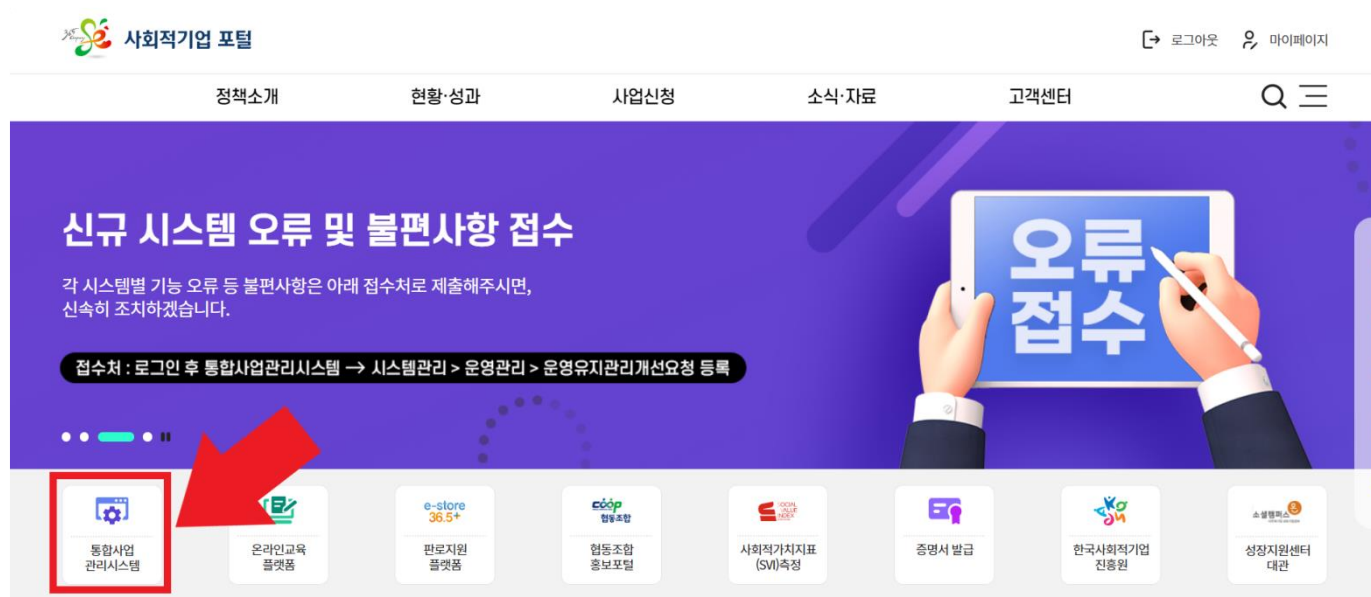 사회적기업 포털
로그아웃 마이페이지
정책소개 현황·성과 사업신청 소식·자료 고객센터
신규 시스템 오류 및 불편사항 접수
각 시스템별 기능 오류 등 불편사항은 아래 접수처로 제출해주시면,
신속히 조치하겠습니다.
접수처 : 로그인 후 통합사업관리시스템 → 시스템관리 > 운영관리 > 운영유지관리개선요청 등록
오류
접수
통합사업
관리시스템
온라인교육
플랫폼
e-store
36.5+
판로지원
플랫폼
coop
협동조합
협동조합
홍보포털
SOCIAL
VALUE
INDEX
사회적가치지표
(SVI)측정
증명서 발급
한국사회적기업
진흥원
소셜캠퍼스온
성장지원센터
대관